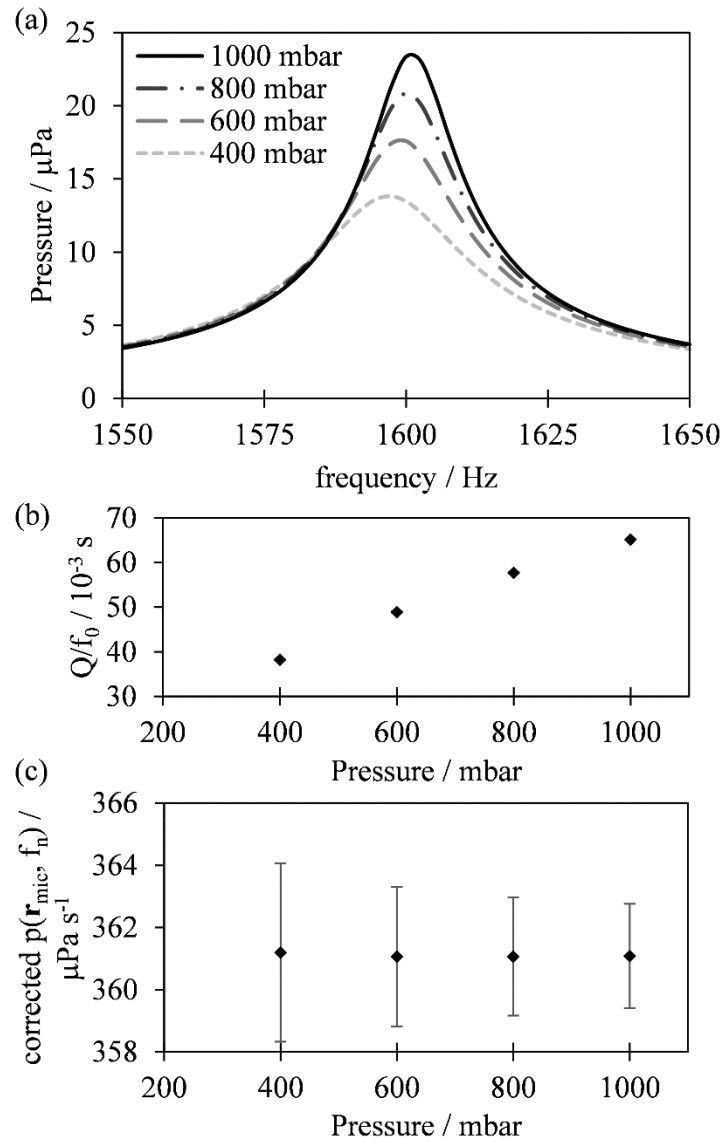 (a)
25
20
15
10
5
0
Pressure / μPa
1000 mbar
800 mbar
600 mbar
400 mbar
1550 1575 1600 1625 1650
frequency / Hz
(b)
70
60
50
40
30
Q/f₀ / 10⁻³ s
200 400 600 800 1000
Pressure / mbar
(c)
366
364
362
360
358
corrected p(r_mic, f_n) /
μPa s⁻¹
200 400 600 800 1000
Pressure / mbar